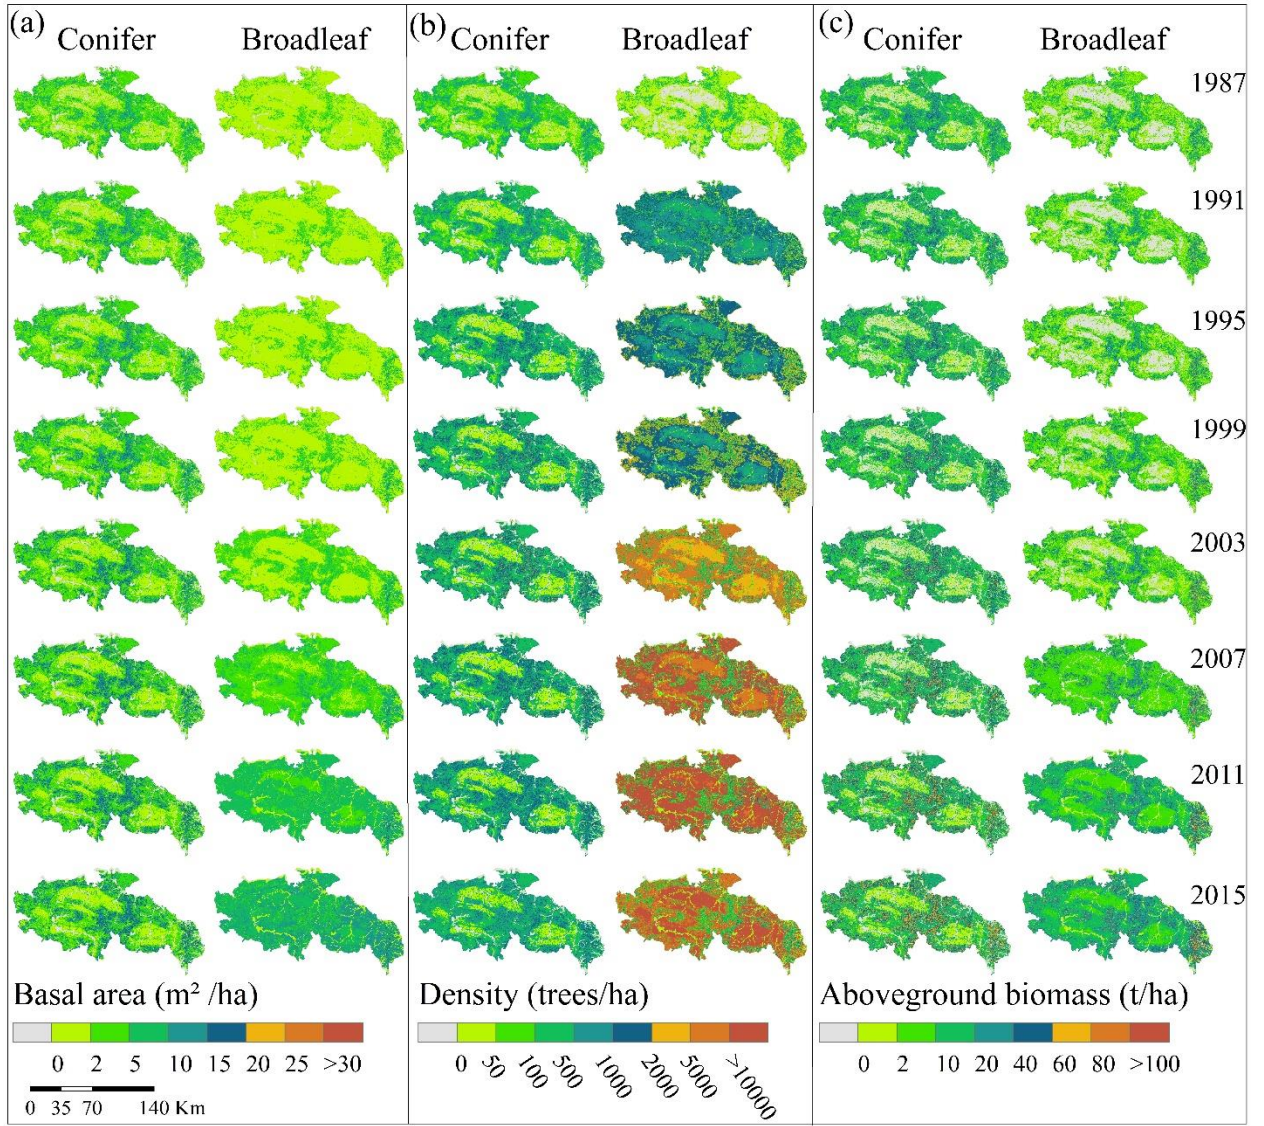 (a) (b) (c)
Conifer Broadleaf Conifer Broadleaf Conifer Broadleaf
1987
1991
1995
1999
2003
2007
2011
2015
Basal area (m² /ha) Density (trees/ha) Aboveground biomass (t/ha)
0 2 5 10 15 20 25 >30
0 50 100 500 1000 2000 5000 >10000
0 2 10 20 40 60 80 >100
0 35 70 140 Km